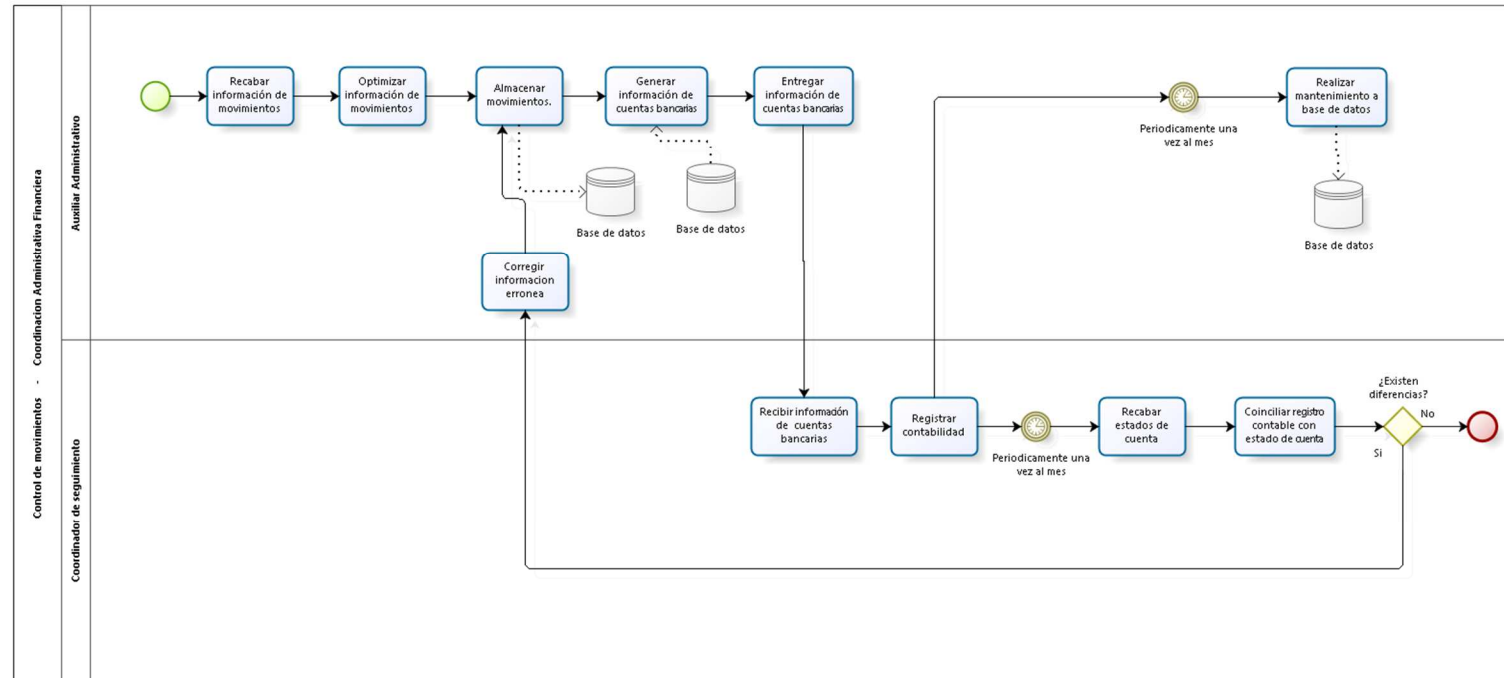 Control de movimientos - Coordinacion Administrativa Financiera
Auxiliar Administrativo
Recabar
información de
movimientos
Optimizar
información de
movimientos
Almacenar
movimientos.
Generar
información de
cuentas bancarias
Entregar
información de
cuentas bancarias
Periodicamente una
vez al mes
Realizar
mantenimiento a
base de datos
Base de datos
Base de datos
Base de datos
Corregir
informacion
erronea
Coordinador de seguimiento
Recibir información
de cuentas
bancarias
Registrar
contabilidad
Periodicamente una
vez al mes
Recabar
estados de
cuenta
Coinciliar registro
contable con
estado de cuenta
¿Existen
diferencias?
No
Si